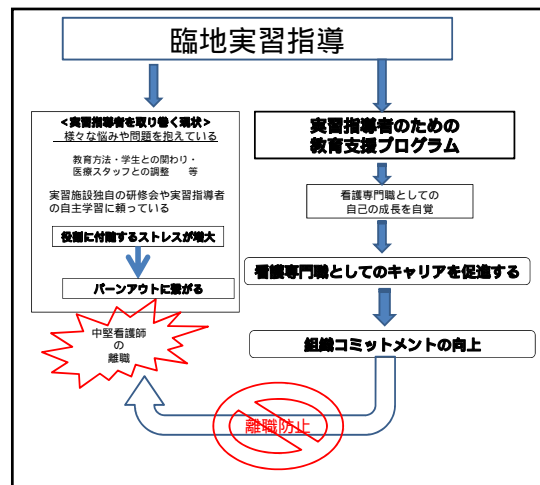 臨地実習指導
<実習指導者を取り巻く現状>
様々な悩みや問題を抱えている
教育方法・学生との関わり・
医療スタッフとの調整　等
実習施設独自の研修会や実習指導者
の自主学習に頼っている
役割に付随するストレスが増大
バーンアウトに繋がる
中堅看護師
の
離職
実習指導者のための
教育支援プログラム
看護専門職としての
自己の成長を自覚
看護専門職としてのキャリアを促進する
組織コミットメントの向上
離職防止